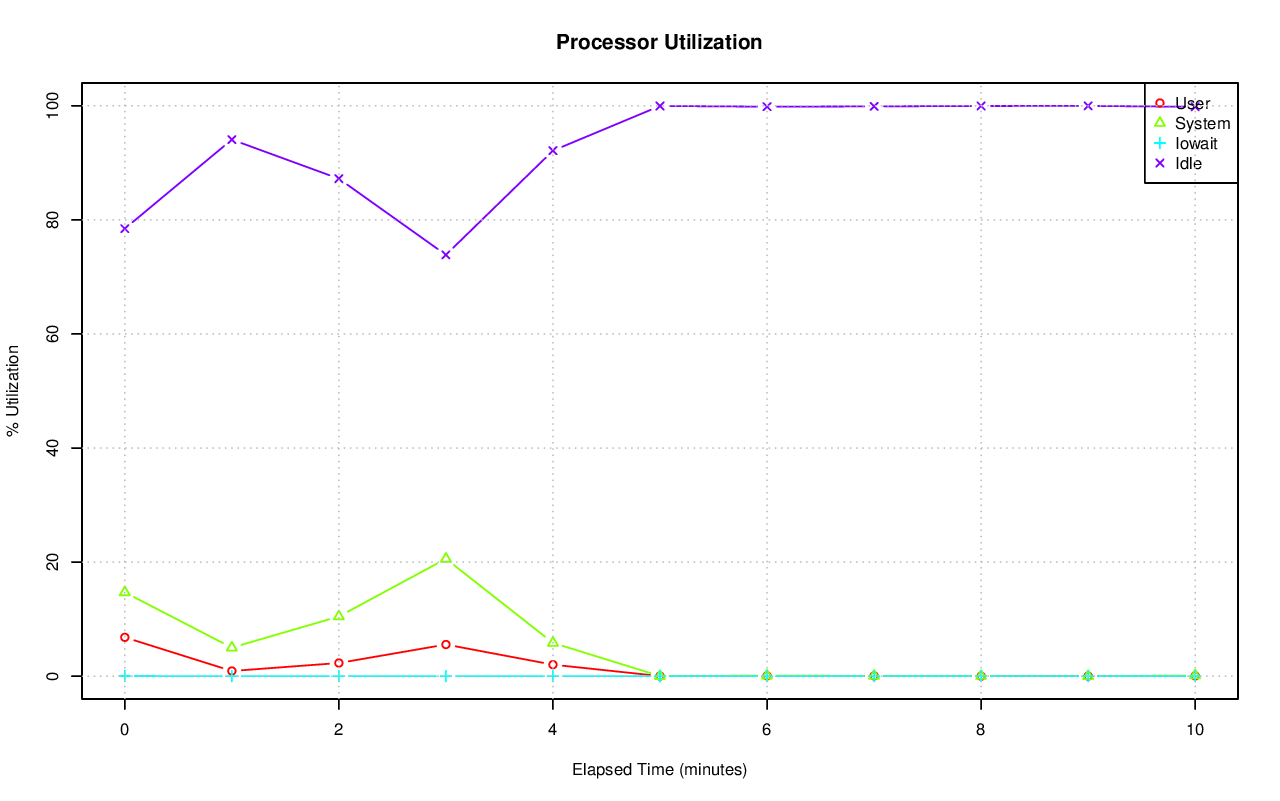 Processor Utilization
100
80
60
40
20
0
% Utilization
User
System
Iowait
Idle
0 2 4 6 8 10
Elapsed Time (minutes)